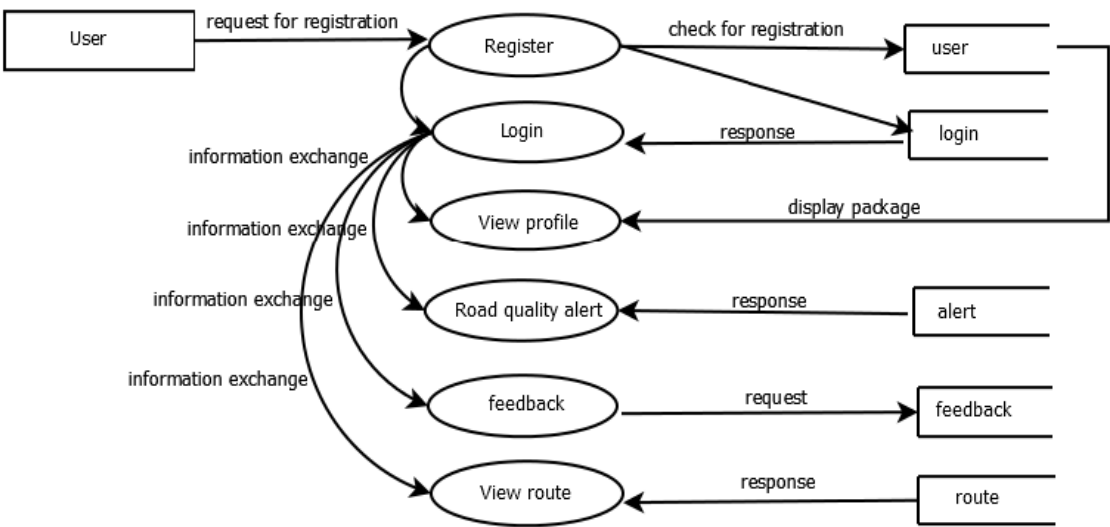 User
request for registration
Register
check for registration
user
Login
response
login
information exchange
View profile
display package
information exchange
Road quality alert
response
alert
information exchange
feedback
request
feedback
information exchange
View route
response
route